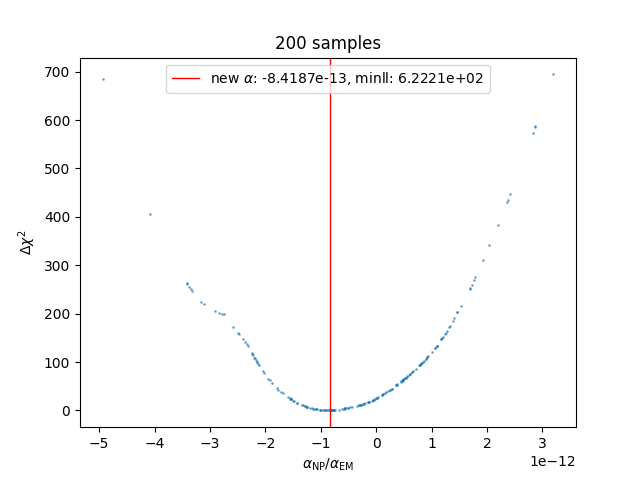 200 samples
new α: -8.4187e-13, minll: 6.2221e+02
700
600
500
400
300
200
100
0
Δχ²
−5 −4 −3 −2 −1 0 1 2 3
1e−12
α_NP/α_EM